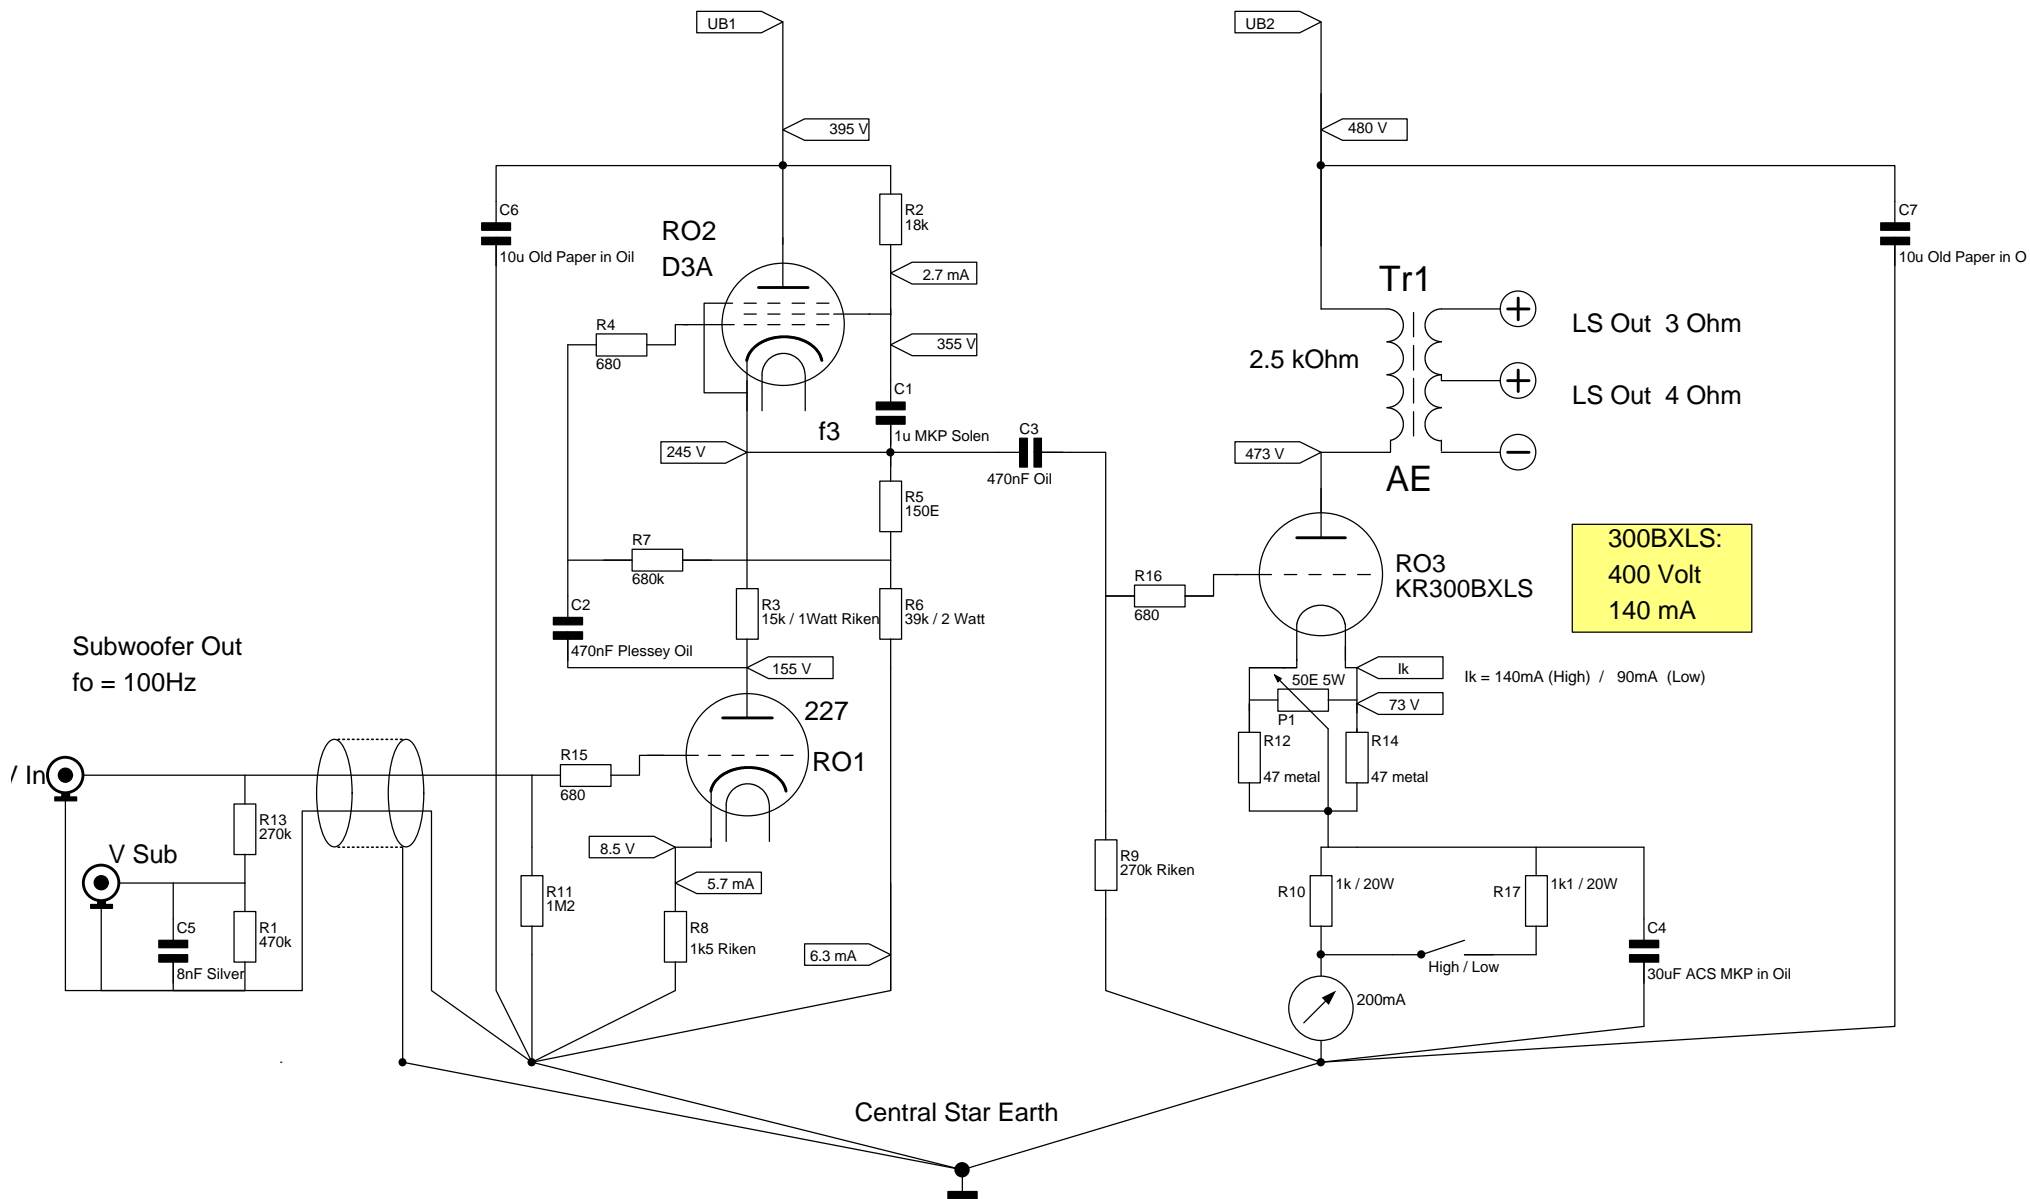 UB1
UB2
395 V
480 V
C6
10u Old Paper in Oil
RO2
D3A
R2
18k
2.7 mA
C7
10u Old Paper in O
Tr1
R4
680
355 V
2.5 kOhm
LS Out 3 Ohm
LS Out 4 Ohm
C1
1u MKP Solen
f3
245 V
C3
470nF Oil
473 V
AE
R5
150E
R7
680k
R16
680
RO3
KR300BXLS
300BXLS:
400 Volt
140 mA
C2
470nF Plessey Oil
R3
15k / 1Watt Riken
R6
39k / 2 Watt
Subwoofer Out
fo = 100Hz
155 V
Ik
Ik = 140mA (High) / 90mA (Low)
50E 5W
P1
73 V
227
RO1
R12
47 metal
R14
47 metal
/ In
R15
680
R13
270k
V Sub
8.5 V
5.7 mA
R9
270k Riken
R10
1k / 20W
R17
1k1 / 20W
R11
1M2
C5
8nF Silver
R1
470k
R8
1k5 Riken
6.3 mA
High / Low
C4
30uF ACS MKP in Oil
200mA
Central Star Earth